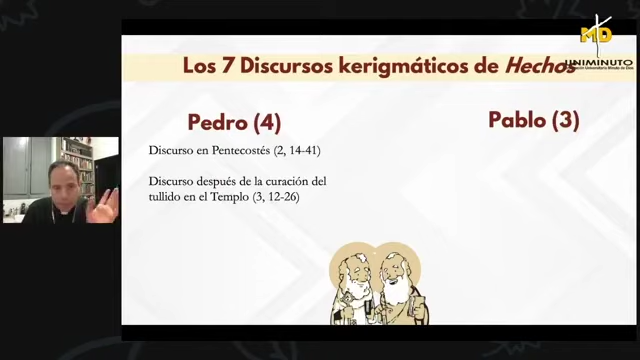 MD
UNIMINUTO
Los 7 Discursos kerigmáticos de Hechos
Pedro (4)
Pablo (3)
Discurso en Pentecostés (2, 14-41)
Discurso después de la curación del
tullido en el Templo (3, 12-26)